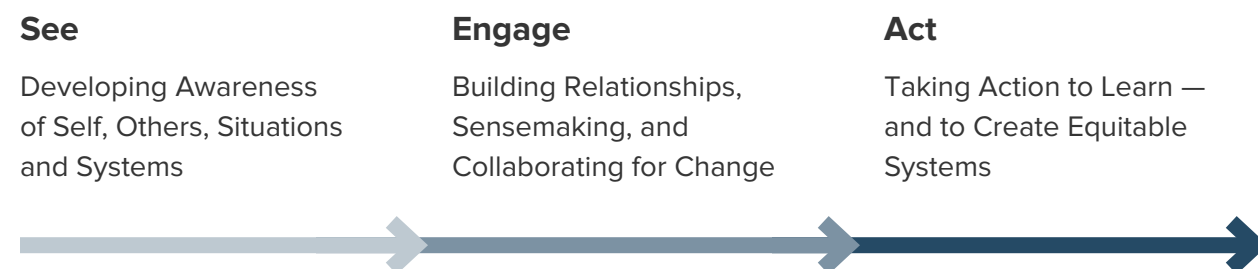 See
Developing Awareness
of Self, Others, Situations
and Systems
Engage
Building Relationships,
Sensemaking, and
Collaborating for Change
Act
Taking Action to Learn —
and to Create Equitable
Systems